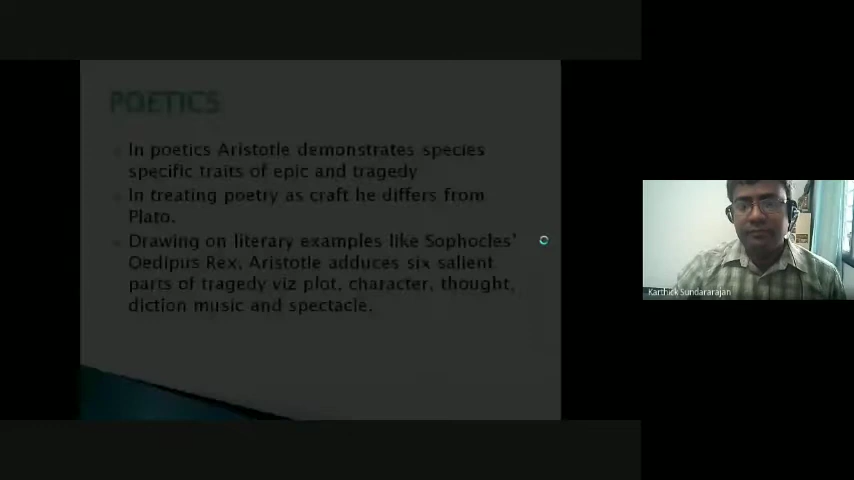 POETICS
In poetics Aristotle demonstrates species
specific traits of epic and tragedy
In treating poetry as craft he differs from
Plato.
Drawing on literary examples like Sophocles'
Oedipus Rex, Aristotle adduces six salient
parts of tragedy viz plot, character, thought,
diction music and spectacle.
Karthick Sundararajan